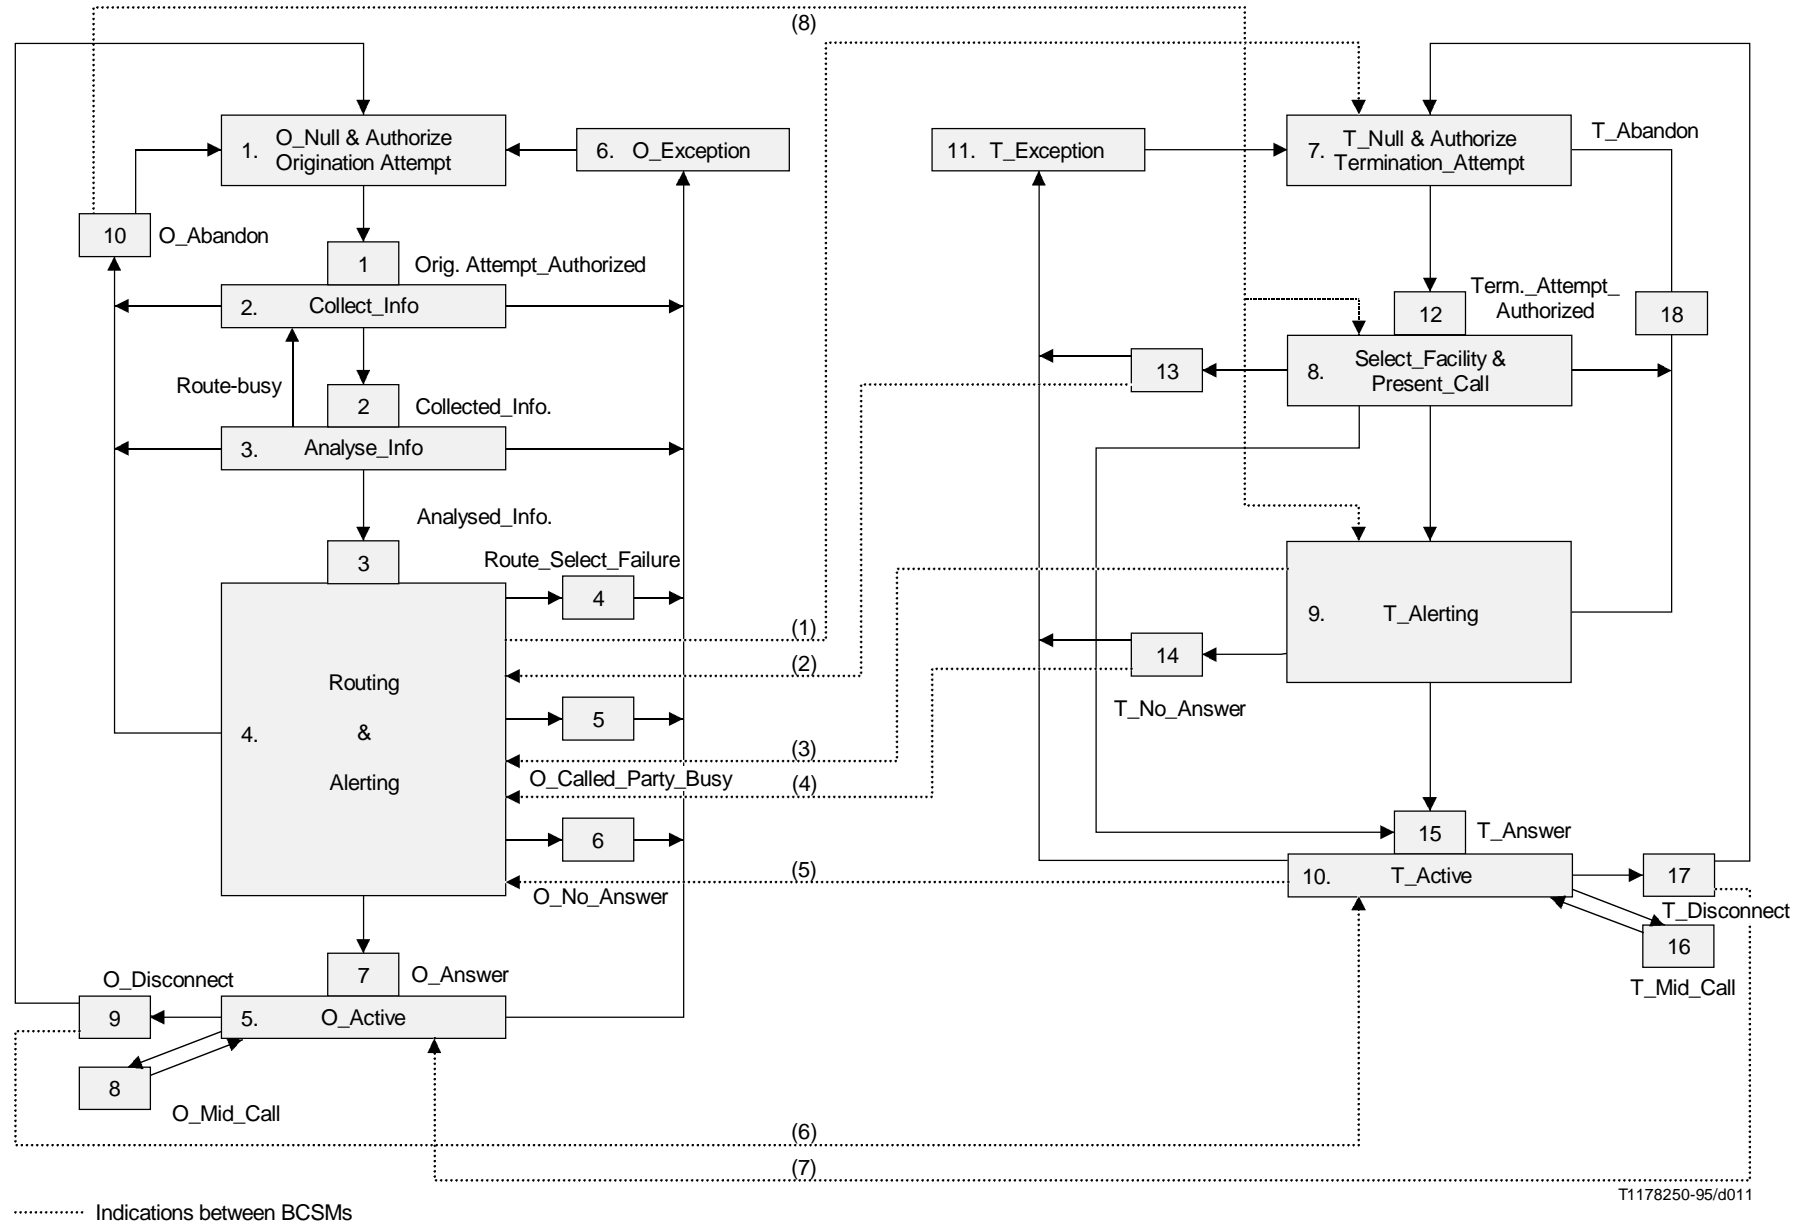 (8)
1. O_Null & Authorize
Origination Attempt
6. O_Exception
11. T_Exception
7. T_Null & Authorize
Termination_Attempt
T_Abandon
10
O_Abandon
1
Orig. Attempt_Authorized
2. Collect_Info
12
Term._Attempt_
Authorized
18
Route-busy
13
8. Select_Facility &
Present_Call
2
Collected_Info.
3. Analyse_Info
Analysed_Info.
3
Route_Select_Failure
4
(1)
9. T_Alerting
14
(2)
T_No_Answer
Routing
&
Alerting
4.
5
(3)
O_Called_Party_Busy
(4)
6
15
T_Answer
(5)
10. T_Active
17
O_No_Answer
T_Disconnect
16
T_Mid_Call
7
O_Answer
O_Disconnect
9
5. O_Active
8
O_Mid_Call
(6)
(7)
T1178250-95/d011
Indications between BCSMs